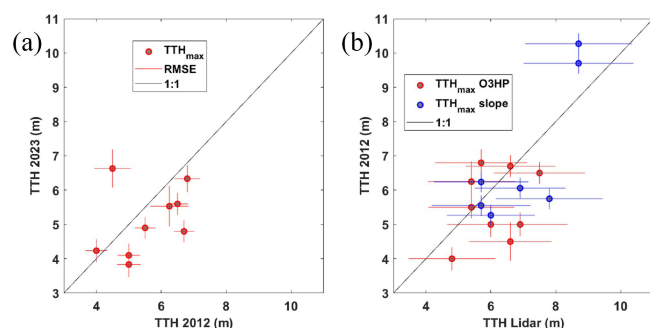 (a)
11
10
9
8
7
6
5
4
3
TTH 2023 (m)
TTHmax
RMSE
1:1
4 6 8 10
TTH 2012 (m)
(b)
11
10
9
8
7
6
5
4
3
TTH 2012 (m)
TTHmax O3HP
TTHmax slope
1:1
4 6 8 10
TTH Lidar (m)